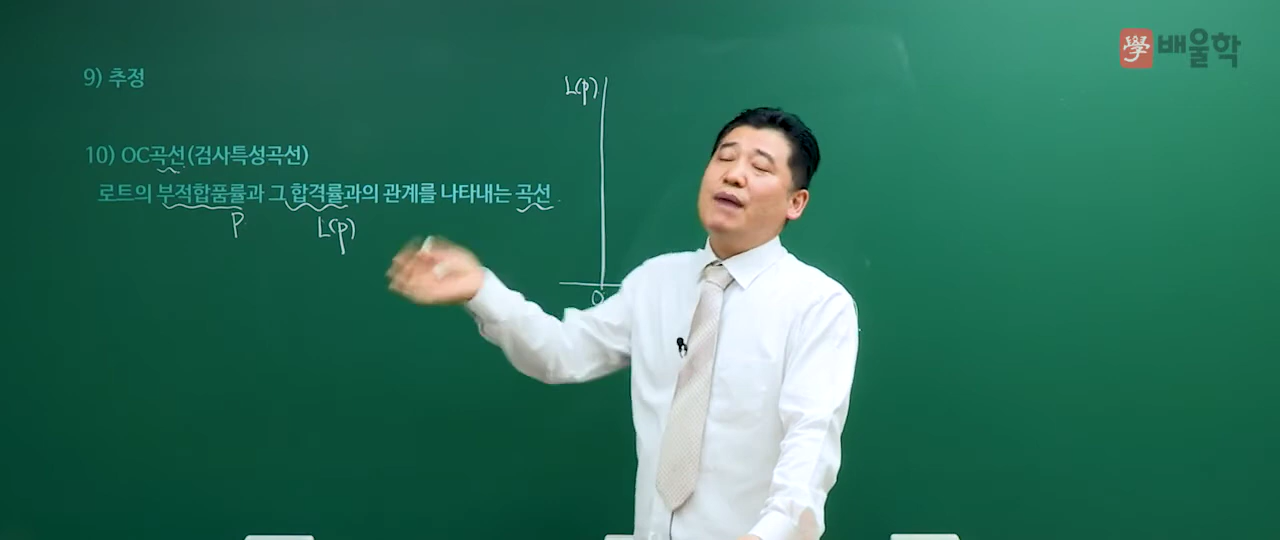 學 배울학
9) 추정
L(p)
10) OC곡선(검사특성곡선)
로트의 부적합품률과 그 합격률과의 관계를 나타내는 곡선
P
L(p)
0